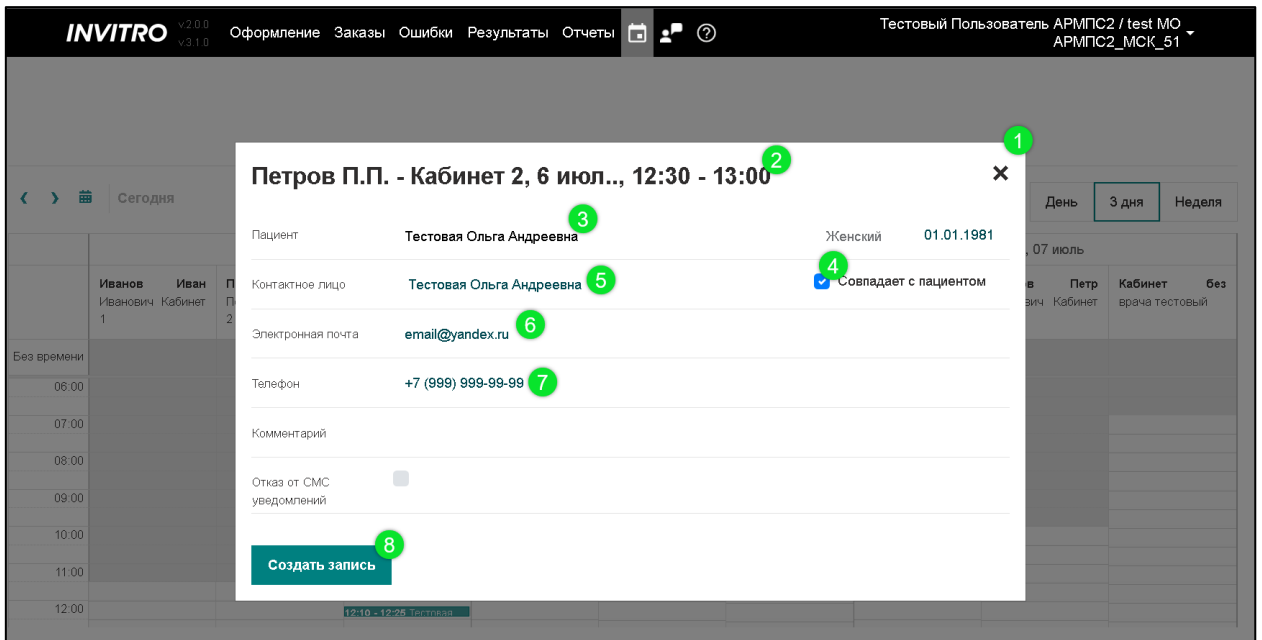 INVITRO v.2.0.0 v.3.1.0 Оформление Заказы Ошибки Результаты Отчеты
Тестовый Пользователь АРМПС2 / test МО
АРМПС2_МСК_51
1
Петров П.П. - Кабинет 2, 6 июл.., 12:30 - 13:00 2
Сегодня
День 3 дня Неделя
Пациент Тестовая Ольга Андреевна 3 Женский 01.01.1981
, 07 июль
Контактное лицо Тестовая Ольга Андреевна 5 4 Совпадает с пациентом
Иванов Иван
Иванович Кабинет
1
2
Петр
Кабинет
Кабинет без
врача тестовый
Электронная почта email@yandex.ru 6
Без времени
Телефон +7 (999) 999-99-99 7
06:00
07:00
Комментарий
08:00
Отказ от СМС
уведомлений
09:00
10:00
8
Создать запись
11:00
12:00
12:10 - 12:25 Тестовая